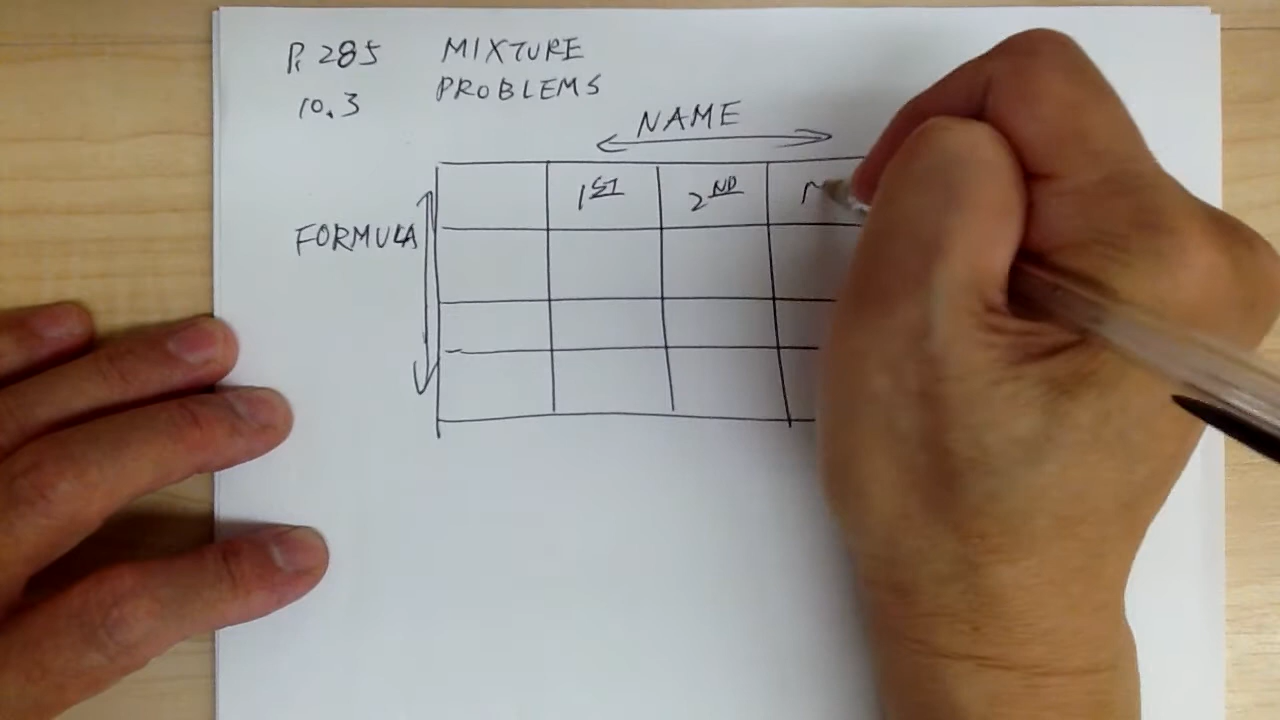 P. 285 MIXTURE
10.3 PROBLEMS
NAME
1ST 2ND
FORMULA